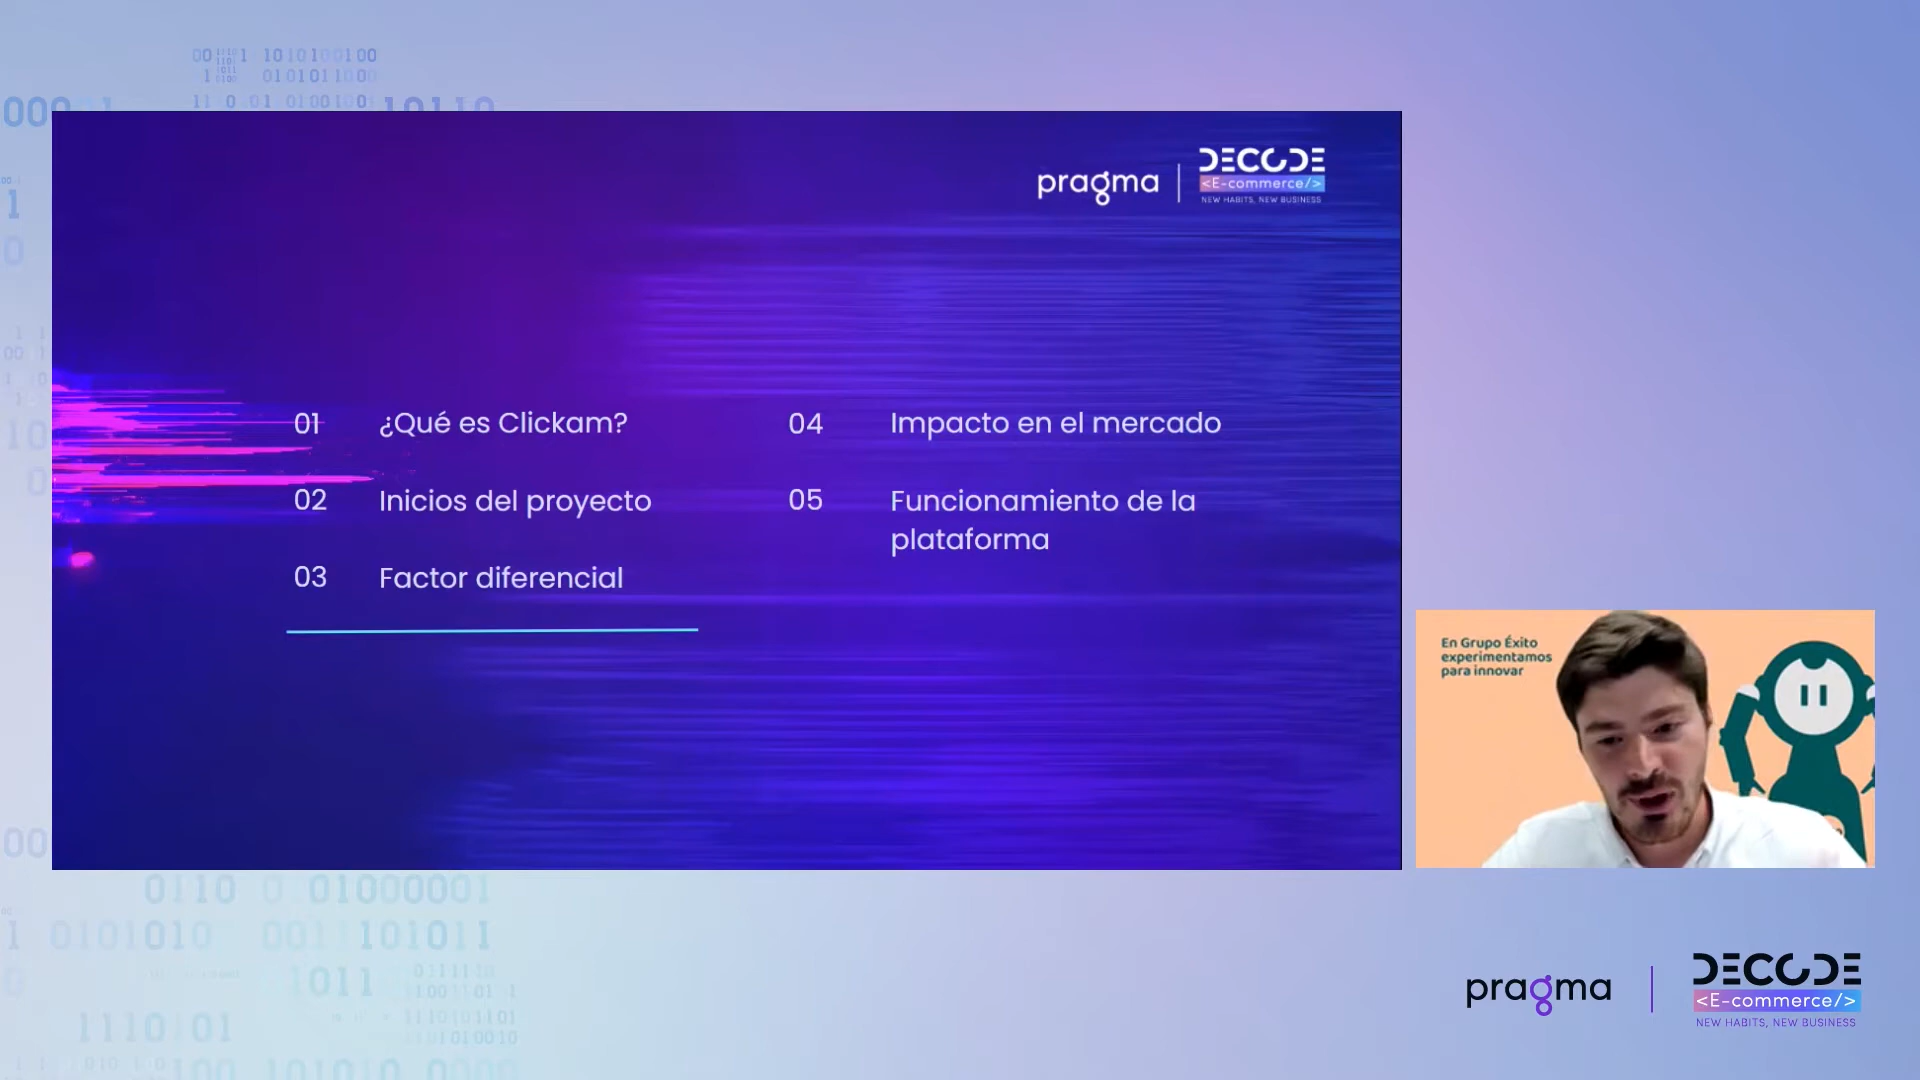 pragma
DECODE
<E-commerce/>
NEW HABITS, NEW BUSINESS
01 ¿Qué es Clickam?
02 Inicios del proyecto
03 Factor diferencial
04 Impacto en el mercado
05 Funcionamiento de la
plataforma
En Grupo Éxito
experimentamos
para innovar
pragma
DECODE
<E-commerce/>
NEW HABITS, NEW BUSINESS